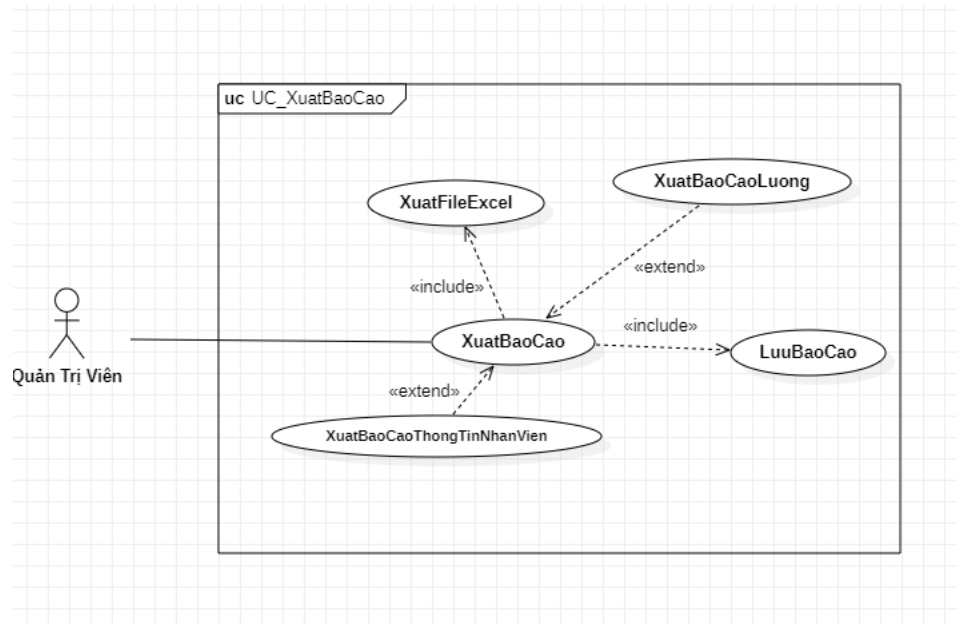 uc UC_XuatBaoCao
XuatBaoCaoLuong
XuatFileExcel
«extend»
«include»
«include»
XuatBaoCao
LuuBaoCao
Quản Trị Viên
«extend»
XuatBaoCaoThongTinNhanVien